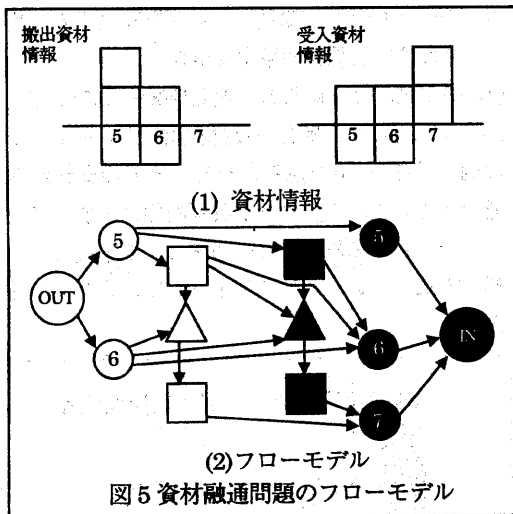 搬出資材
情報
受入資材
情報
5 6 7
5 6 7
(1) 資材情報
5
5
OUT
IN
6
6
7
(2)フローモデル
図5 資材融通問題のフローモデル